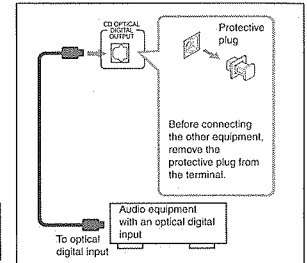 CD OPTICAL
DIGITAL
OUTPUT
Protective
plug
Before connecting
the other equipment,
remove the
protective plug from
the terminal.
Audio equipment
with an optical digital
input
To optical
digital input